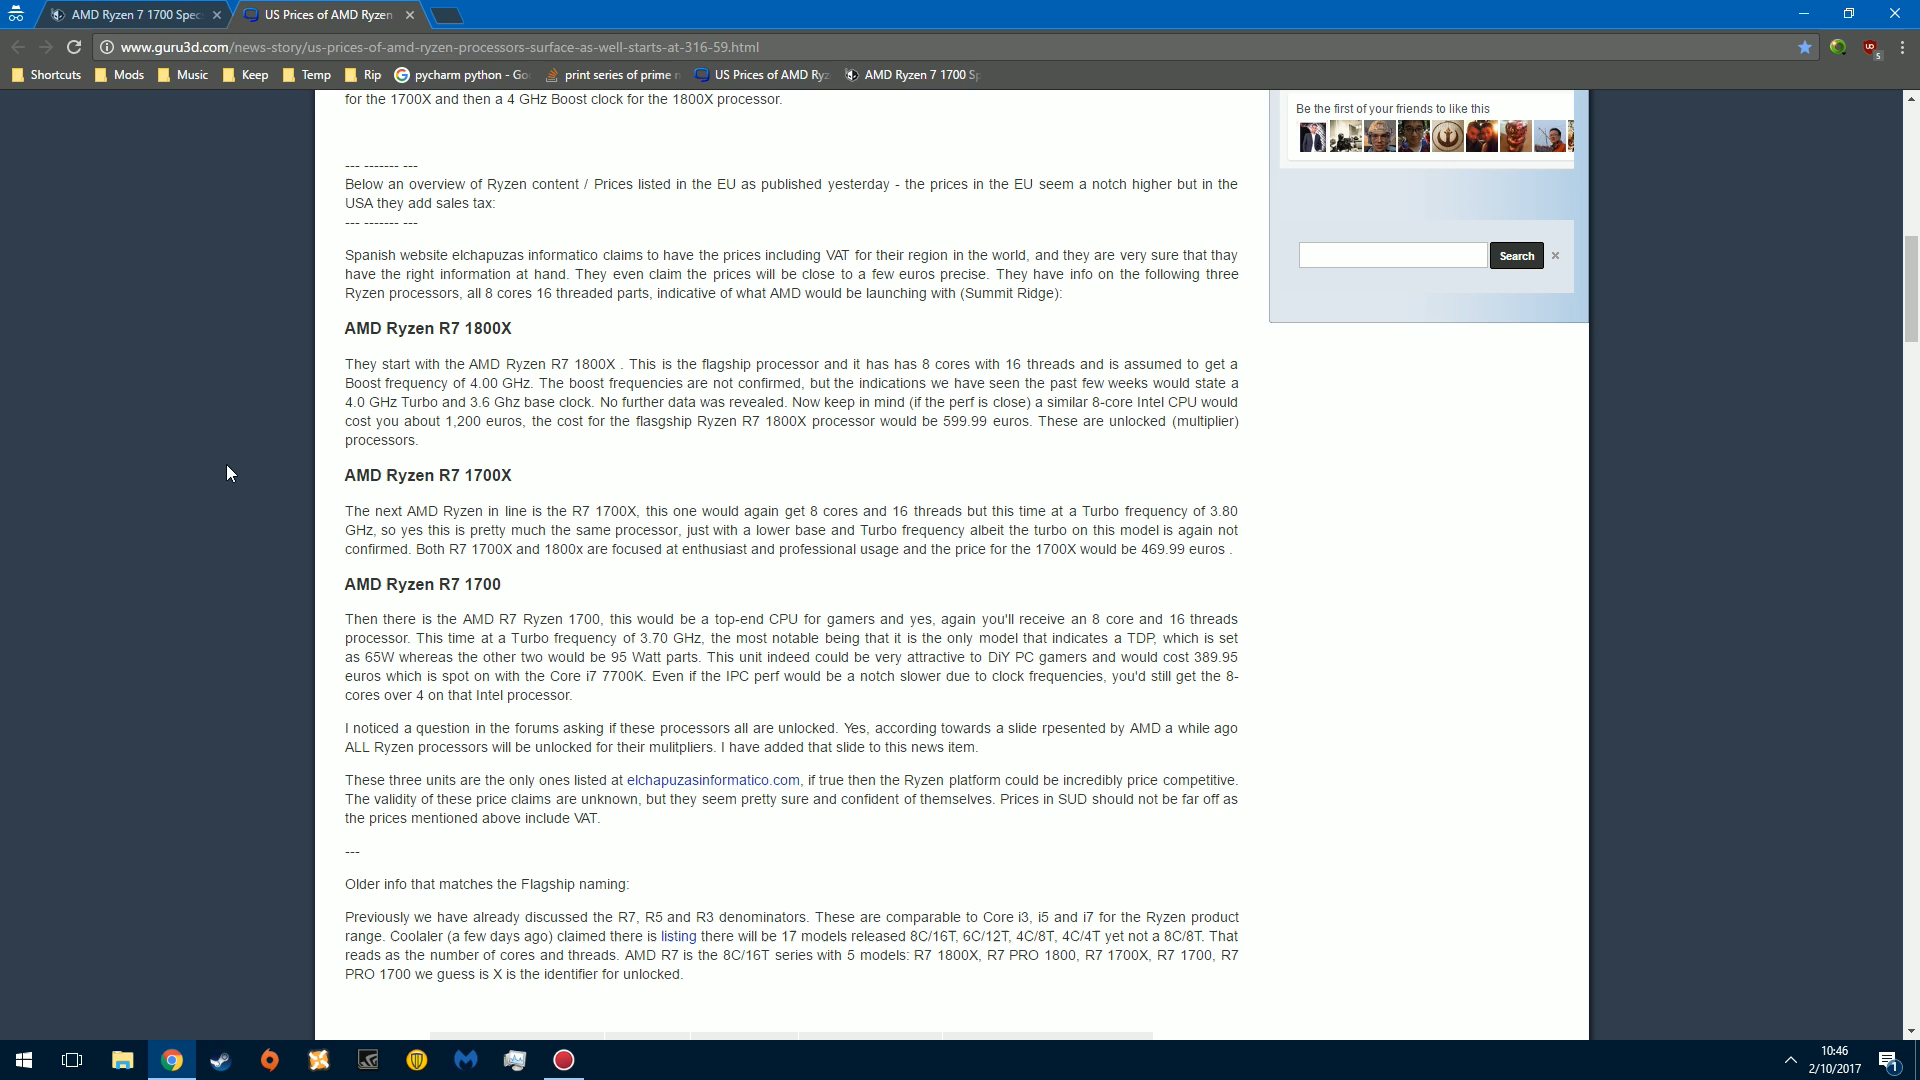 AMD Ryzen 7 1700 Spec
US Prices of AMD Ryzen
www.guru3d.com/news-story/us-prices-of-amd-ryzen-processors-surface-as-well-starts-at-316-59.html
Shortcuts Mods Music Keep Temp Rip pycharm python - Go print series of prime n US Prices of AMD Ryz AMD Ryzen 7 1700 Sp
for the 1700X and then a 4 GHz Boost clock for the 1800X processor.
--- ------- ---
Below an overview of Ryzen content / Prices listed in the EU as published yesterday - the prices in the EU seem a notch higher but in the
USA they add sales tax:
--- ------- ---
Spanish website elchapuzas informatico claims to have the prices including VAT for their region in the world, and they are very sure that thay
have the right information at hand. They even claim the prices will be close to a few euros precise. They have info on the following three
Ryzen processors, all 8 cores 16 threaded parts, indicative of what AMD would be launching with (Summit Ridge):
AMD Ryzen R7 1800X
They start with the AMD Ryzen R7 1800X . This is the flagship processor and it has has 8 cores with 16 threads and is assumed to get a
Boost frequency of 4.00 GHz. The boost frequencies are not confirmed, but the indications we have seen the past few weeks would state a
4.0 GHz Turbo and 3.6 Ghz base clock. No further data was revealed. Now keep in mind (if the perf is close) a similar 8-core Intel CPU would
cost you about 1,200 euros, the cost for the flasgship Ryzen R7 1800X processor would be 599.99 euros. These are unlocked (multiplier)
processors.
AMD Ryzen R7 1700X
The next AMD Ryzen in line is the R7 1700X, this one would again get 8 cores and 16 threads but this time at a Turbo frequency of 3.80
GHz, so yes this is pretty much the same processor, just with a lower base and Turbo frequency albeit the turbo on this model is again not
confirmed. Both R7 1700X and 1800x are focused at enthusiast and professional usage and the price for the 1700X would be 469.99 euros .
AMD Ryzen R7 1700
Then there is the AMD R7 Ryzen 1700, this would be a top-end CPU for gamers and yes, again you'll receive an 8 core and 16 threads
processor. This time at a Turbo frequency of 3.70 GHz, the most notable being that it is the only model that indicates a TDP, which is set
as 65W whereas the other two would be 95 Watt parts. This unit indeed could be very attractive to DiY PC gamers and would cost 389.95
euros which is spot on with the Core i7 7700K. Even if the IPC perf would be a notch slower due to clock frequencies, you'd still get the 8-
cores over 4 on that Intel processor.
I noticed a question in the forums asking if these processors all are unlocked. Yes, according towards a slide rpesented by AMD a while ago
ALL Ryzen processors will be unlocked for their mulitpliers. I have added that slide to this news item.
These three units are the only ones listed at elchapuzasinformatico.com, if true then the Ryzen platform could be incredibly price competitive.
The validity of these price claims are unknown, but they seem pretty sure and confident of themselves. Prices in SUD should not be far off as
the prices mentioned above include VAT.
---
Older info that matches the Flagship naming:
Previously we have already discussed the R7, R5 and R3 denominators. These are comparable to Core i3, i5 and i7 for the Ryzen product
range. Coolaler (a few days ago) claimed there is listing there will be 17 models released 8C/16T, 6C/12T, 4C/8T, 4C/4T yet not a 8C/8T. That
reads as the number of cores and threads. AMD R7 is the 8C/16T series with 5 models: R7 1800X, R7 PRO 1800, R7 1700X, R7 1700, R7
PRO 1700 we guess is X is the identifier for unlocked.
Be the first of your friends to like this
Search
10:46
2/10/2017